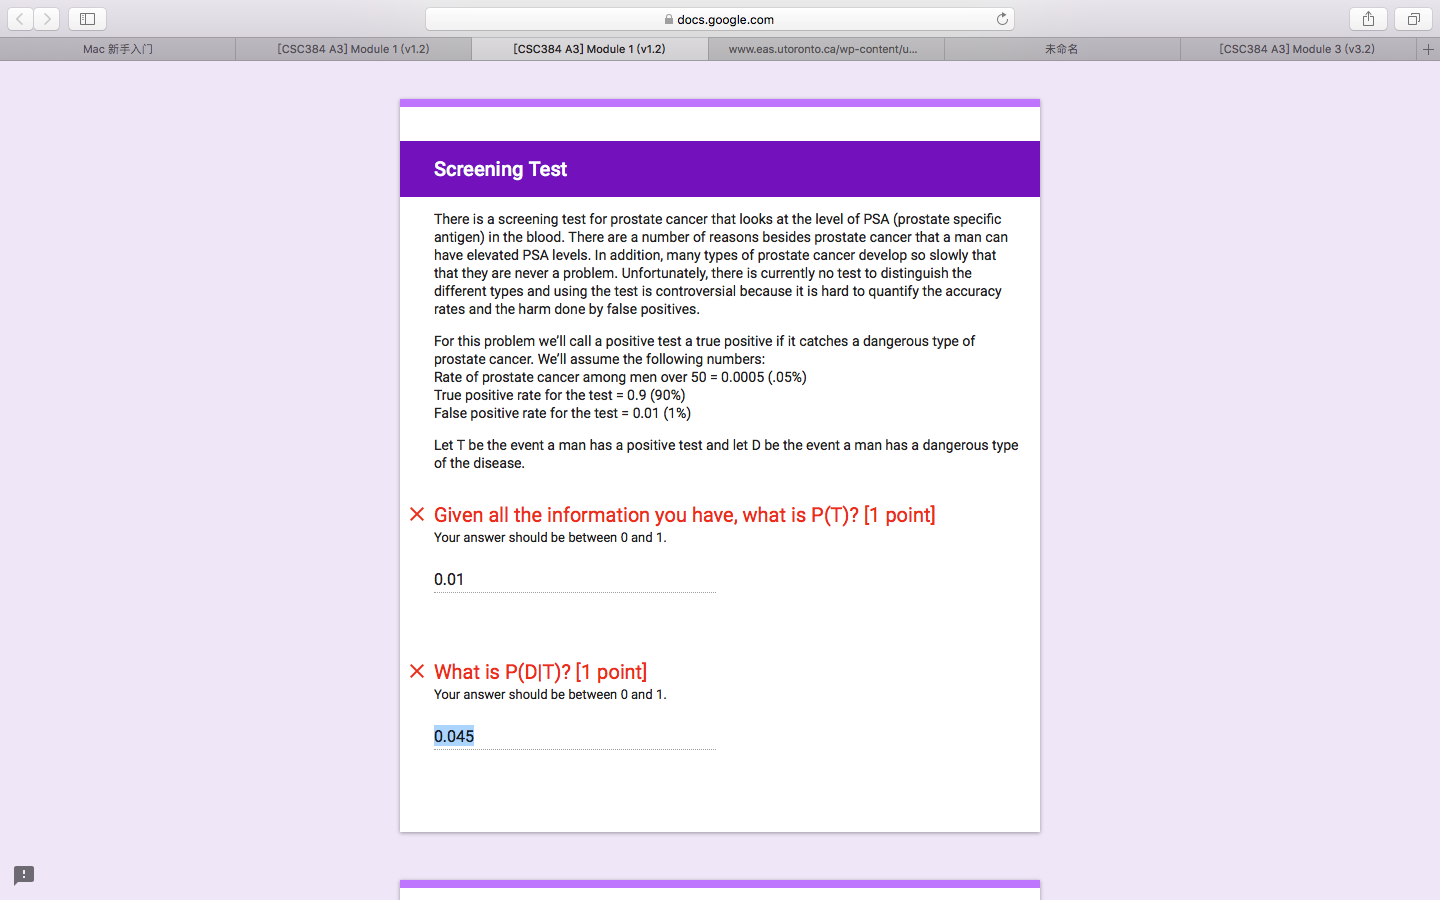 docs.google.com
Mac 新手入门
[CSC384 A3] Module 1 (v1.2)
[CSC384 A3] Module 1 (v1.2)
www.eas.utoronto.ca/wp-content/u...
未命名
[CSC384 A3] Module 3 (v3.2)
Screening Test
There is a screening test for prostate cancer that looks at the level of PSA (prostate specific
antigen) in the blood. There are a number of reasons besides prostate cancer that a man can
have elevated PSA levels. In addition, many types of prostate cancer develop so slowly that
that they are never a problem. Unfortunately, there is currently no test to distinguish the
different types and using the test is controversial because it is hard to quantify the accuracy
rates and the harm done by false positives.
For this problem we'll call a positive test a true positive if it catches a dangerous type of
prostate cancer. We'll assume the following numbers:
Rate of prostate cancer among men over 50 = 0.0005 (.05%)
True positive rate for the test = 0.9 (90%)
False positive rate for the test = 0.01 (1%)
Let T be the event a man has a positive test and let D be the event a man has a dangerous type
of the disease.
Given all the information you have, what is P(T)? [1 point]
Your answer should be between 0 and 1.
0.01
What is P(D|T)? [1 point]
Your answer should be between 0 and 1.
0.045